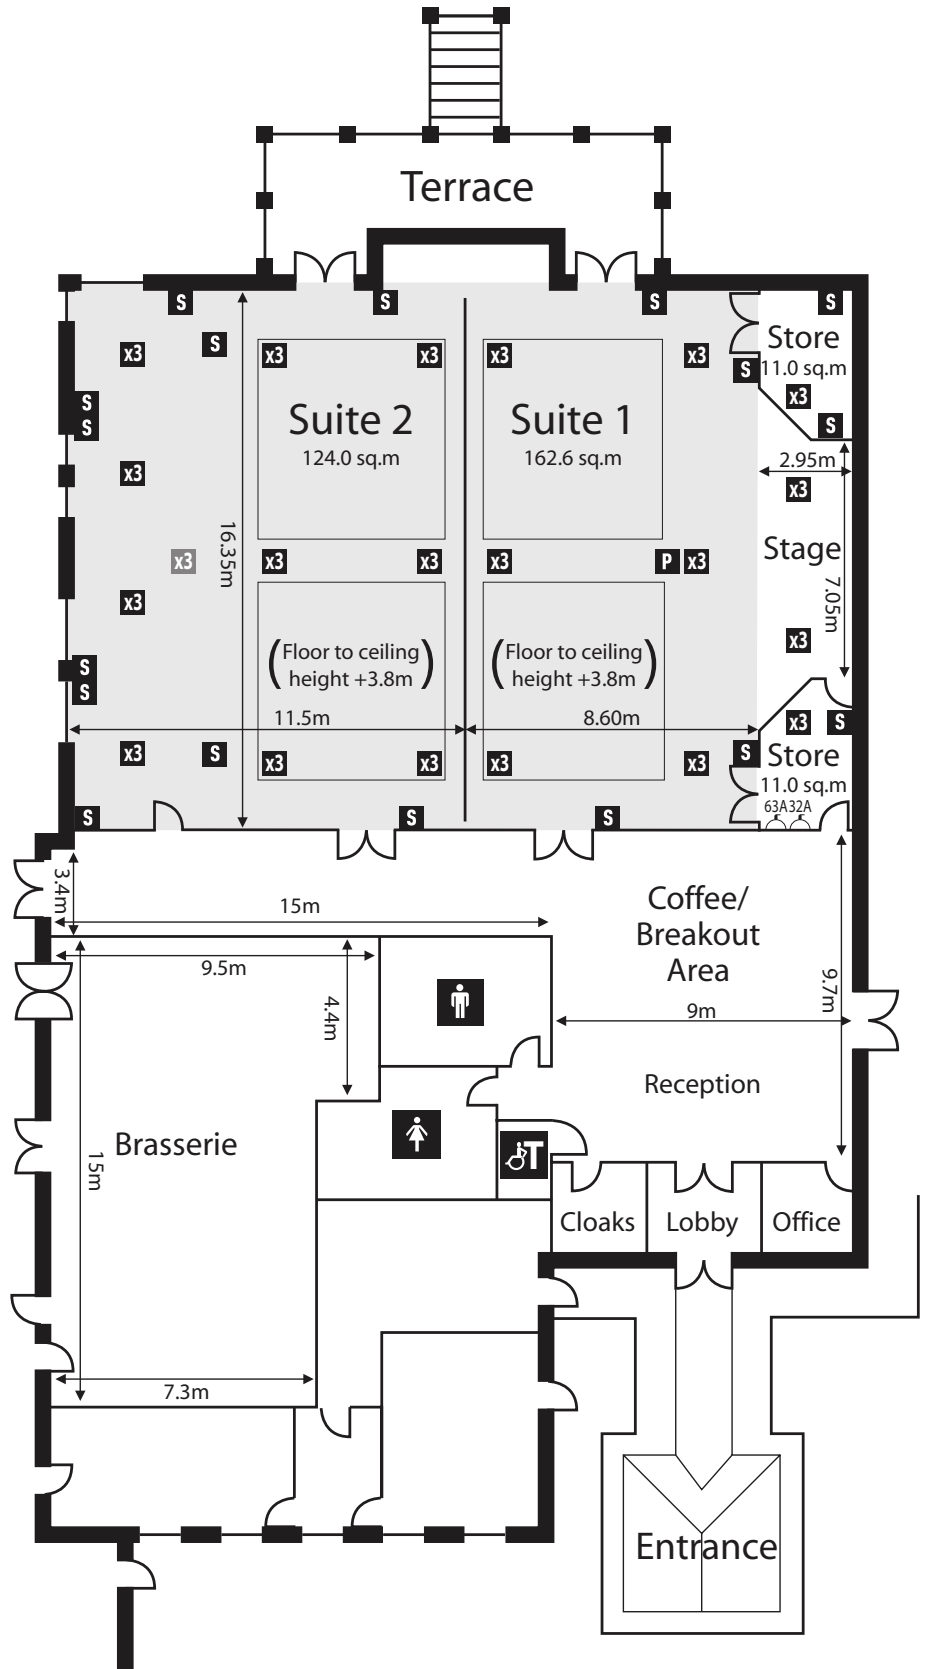 Terrace
S
S
S
S
S
Store
11.0 sq.m
x3
x3
x3
x3
x3
S
x3
S
S
S
Suite 2
124.0 sq.m
Suite 1
162.6 sq.m
S
2.95m
x3
x3
Stage
16.35m
x3
x3
x3
x3
P
x3
7.05m
x3
x3
S
S
(Floor to ceiling
height +3.8m)
(Floor to ceiling
height +3.8m)
11.5m
8.60m
x3
S
x3
S
x3
x3
x3
x3
S
Store
11.0 sq.m
63A
32A
S
S
S
3.4m
15m
Coffee/
Breakout
Area
9.5m
4.4m
9m
9.7m
Reception
Brasserie
15m
T
Cloaks
Lobby
Office
7.3m
Entrance